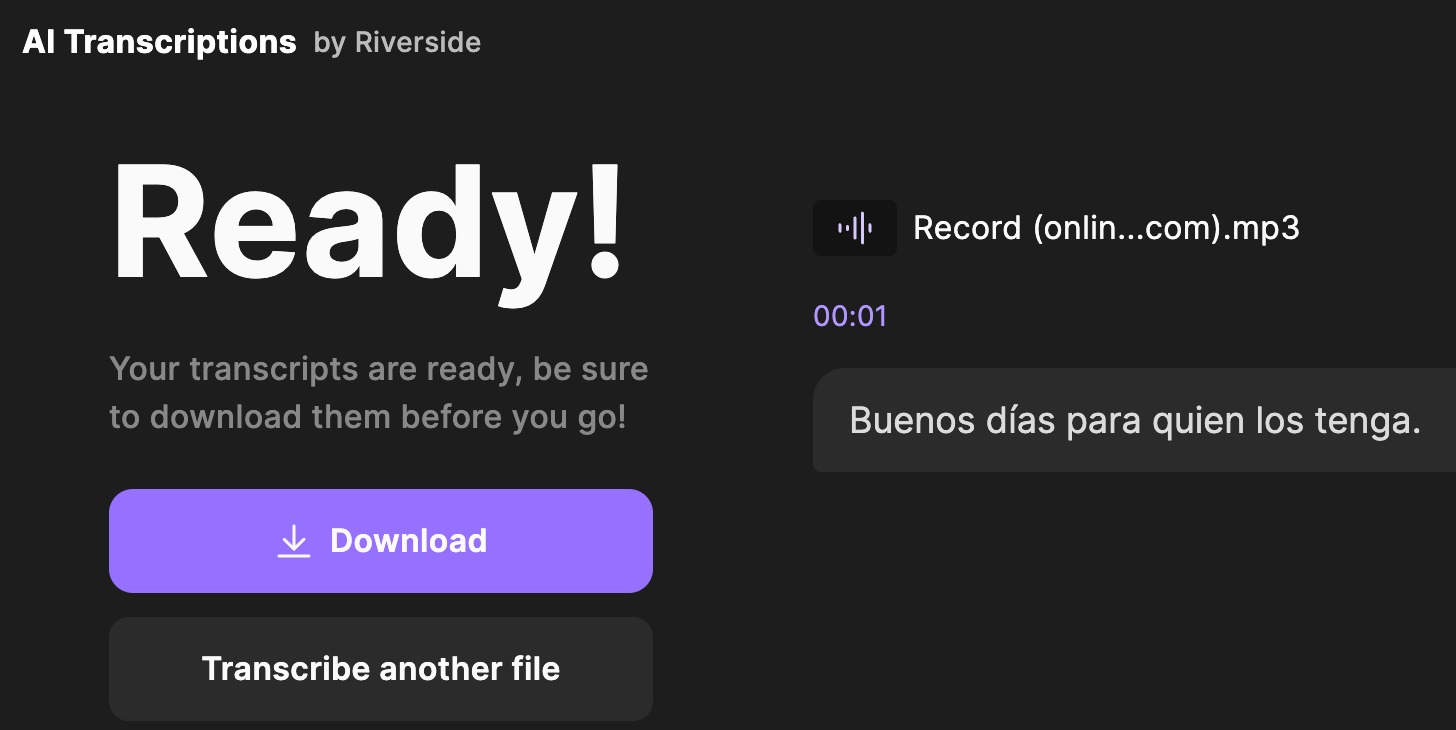 AI Transcriptions by Riverside
Ready!
Your transcripts are ready, be sure
to download them before you go!
Download
Transcribe another file
Record (onlin...com).mp3
00:01
Buenos días para quien los tenga.